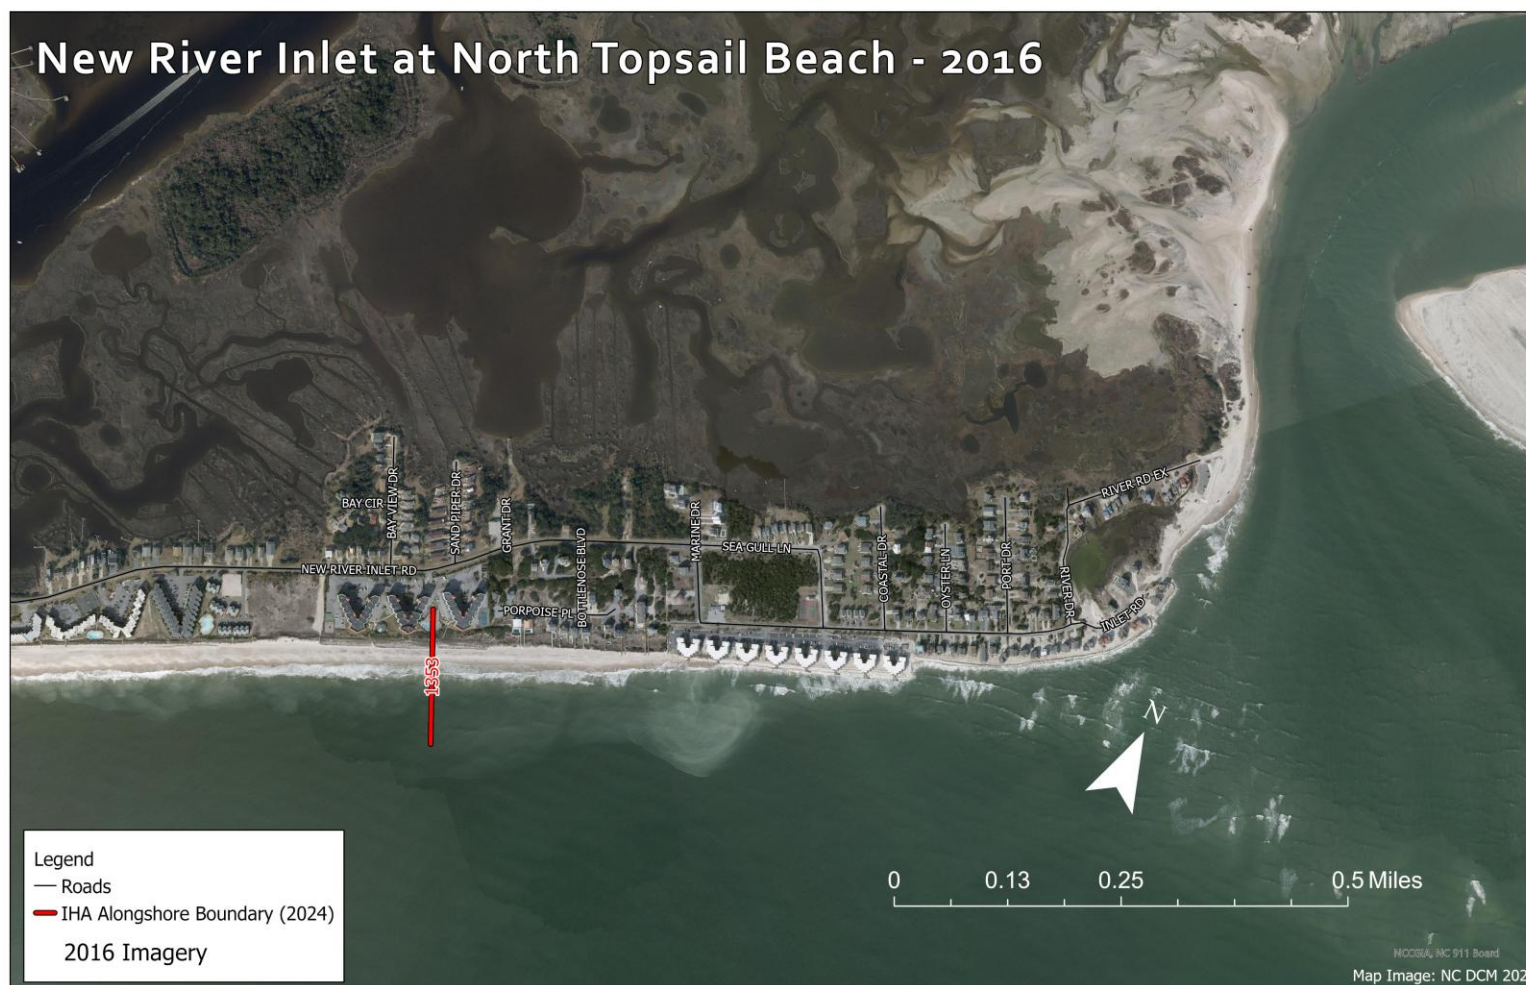 New River Inlet at North Topsail Beach - 2016
BAY CIR
BAY VIEW DR
SAND PIPER DR
GRANT DR
NEW RIVER INLET RD
BOTTLENOSE BLVD
PORPOISE PL
MARINE DR
SEA GULL LN
COASTAL DR
OYSTER LN
PORT DR
RIVER DR
RIVER RD EX
INLET RD
1353
N
Legend
Roads
IHA Alongshore Boundary (2024)
2016 Imagery
0 0.13 0.25 0.5 Miles
NCCGIA, NC 911 Board
Map Image: NC DCM 202